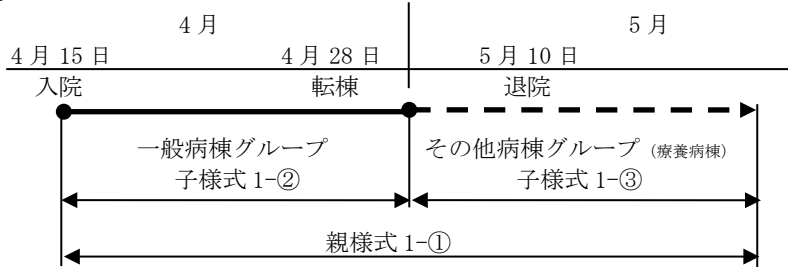 4月 5月
4月15日 4月28日 5月10日
入院 転棟 退院
一般病棟グループ その他病棟グループ (療養病棟)
子様式1-② 子様式1-③
親様式1-①